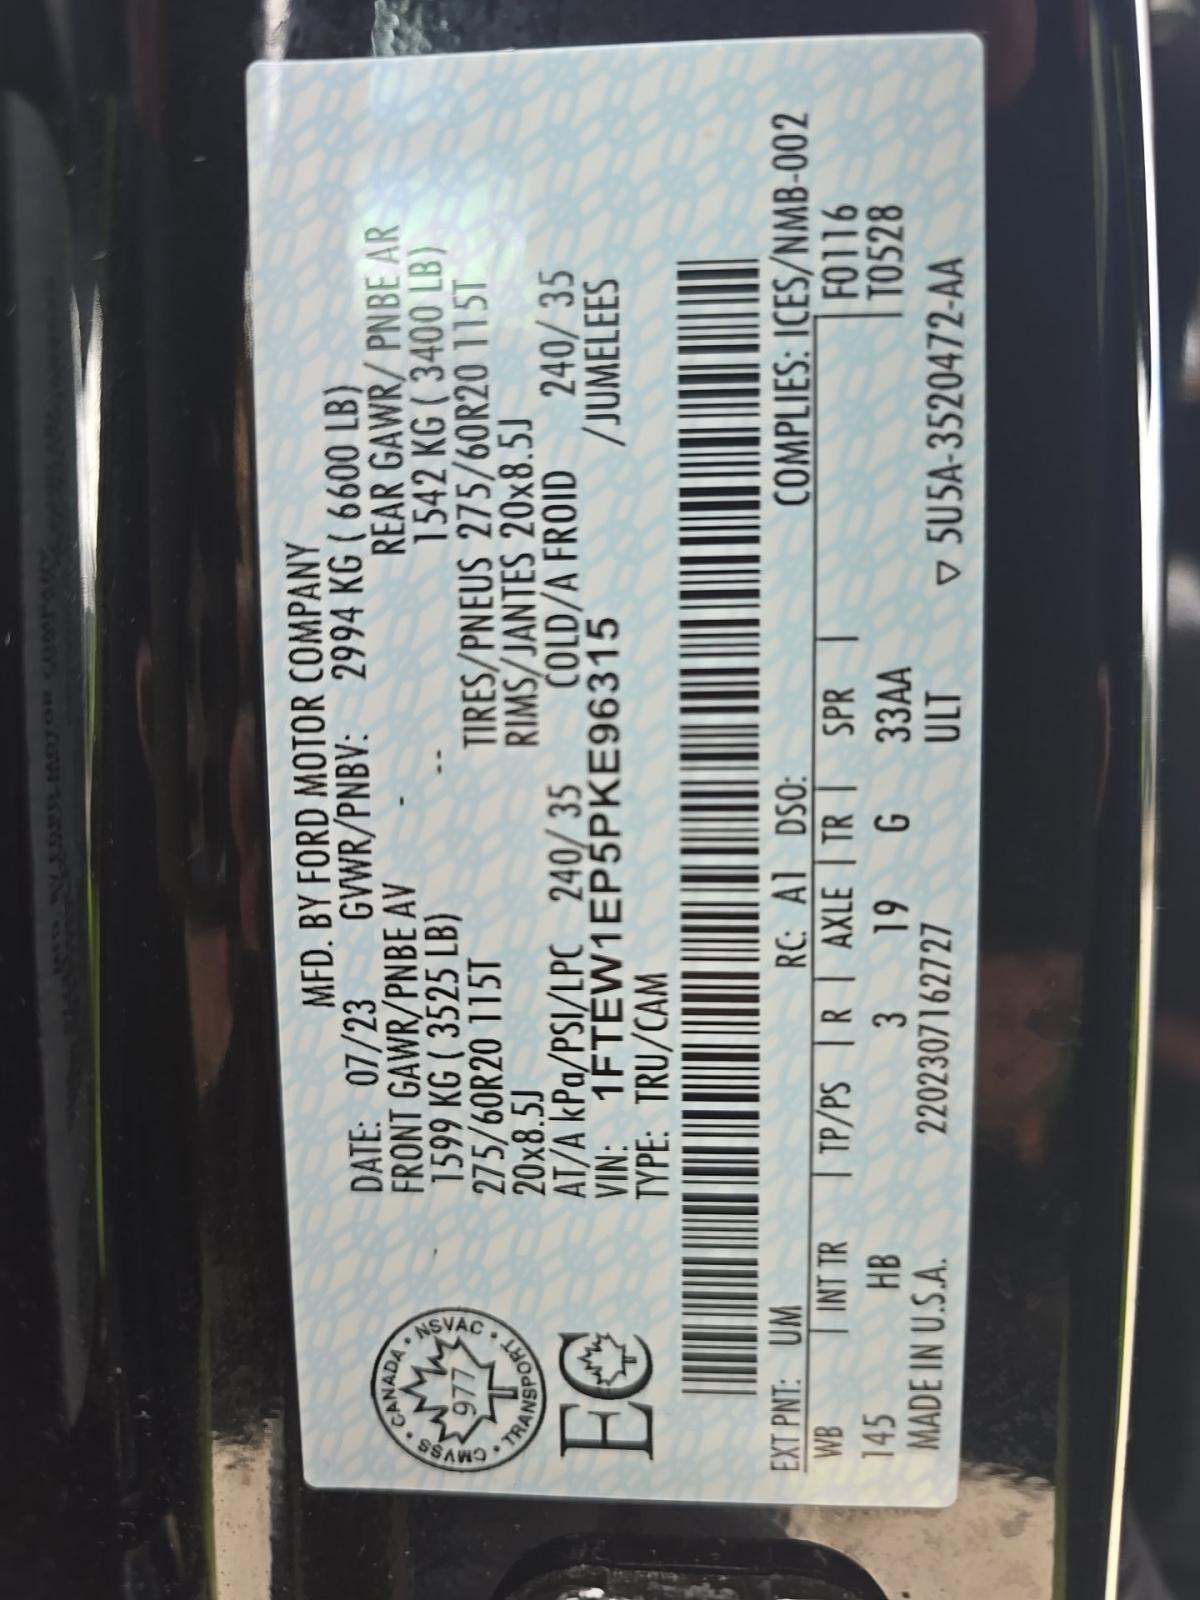 MFD. BY FORD MOTOR COMPANY
DATE: 07/23 GVWR/PNBV: 2994 KG ( 6600 LB)
FRONT GAWR/PNBE AV - REAR GAWR/ PNBE AR
1599 KG ( 3525 LB) -- 1542 KG ( 3400 LB)
275/60R20 115T TIRES/PNEUS 275/60R20 115T
20x8.5J RIMS/JANTES 20x8.5J
AT/A kPa/PSI/LPC 240/ 35 COLD/A FROID 240/ 35
VIN: 1FTEW1EP5PKE96315 /JUMELEES
TYPE: TRU/CAM
CANADA • NSVAC • TRANSPORT • CMVSS •
977
EC
EXT PNT: UM RC: A1 DSO: COMPLIES: ICES/NMB-002
WB | INT TR | TP/PS | R | AXLE | TR | SPR | F0116
145 HB 3 19 G 33AA T0528
MADE IN U.S.A. 2202307162727 ULT ▽ 5U5A-3520472-AA